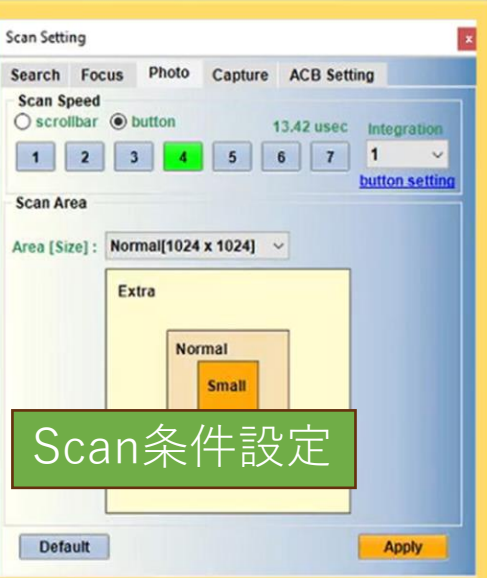 Scan Setting
Search Focus Photo Capture ACB Setting
Scan Speed
scrollbar button 13.42 usec Integration
1 2 3 4 5 6 7 1
button setting
Scan Area
Area [Size] : Normal[1024 x 1024]
Extra
Normal
Small
Scan条件設定
Default Apply